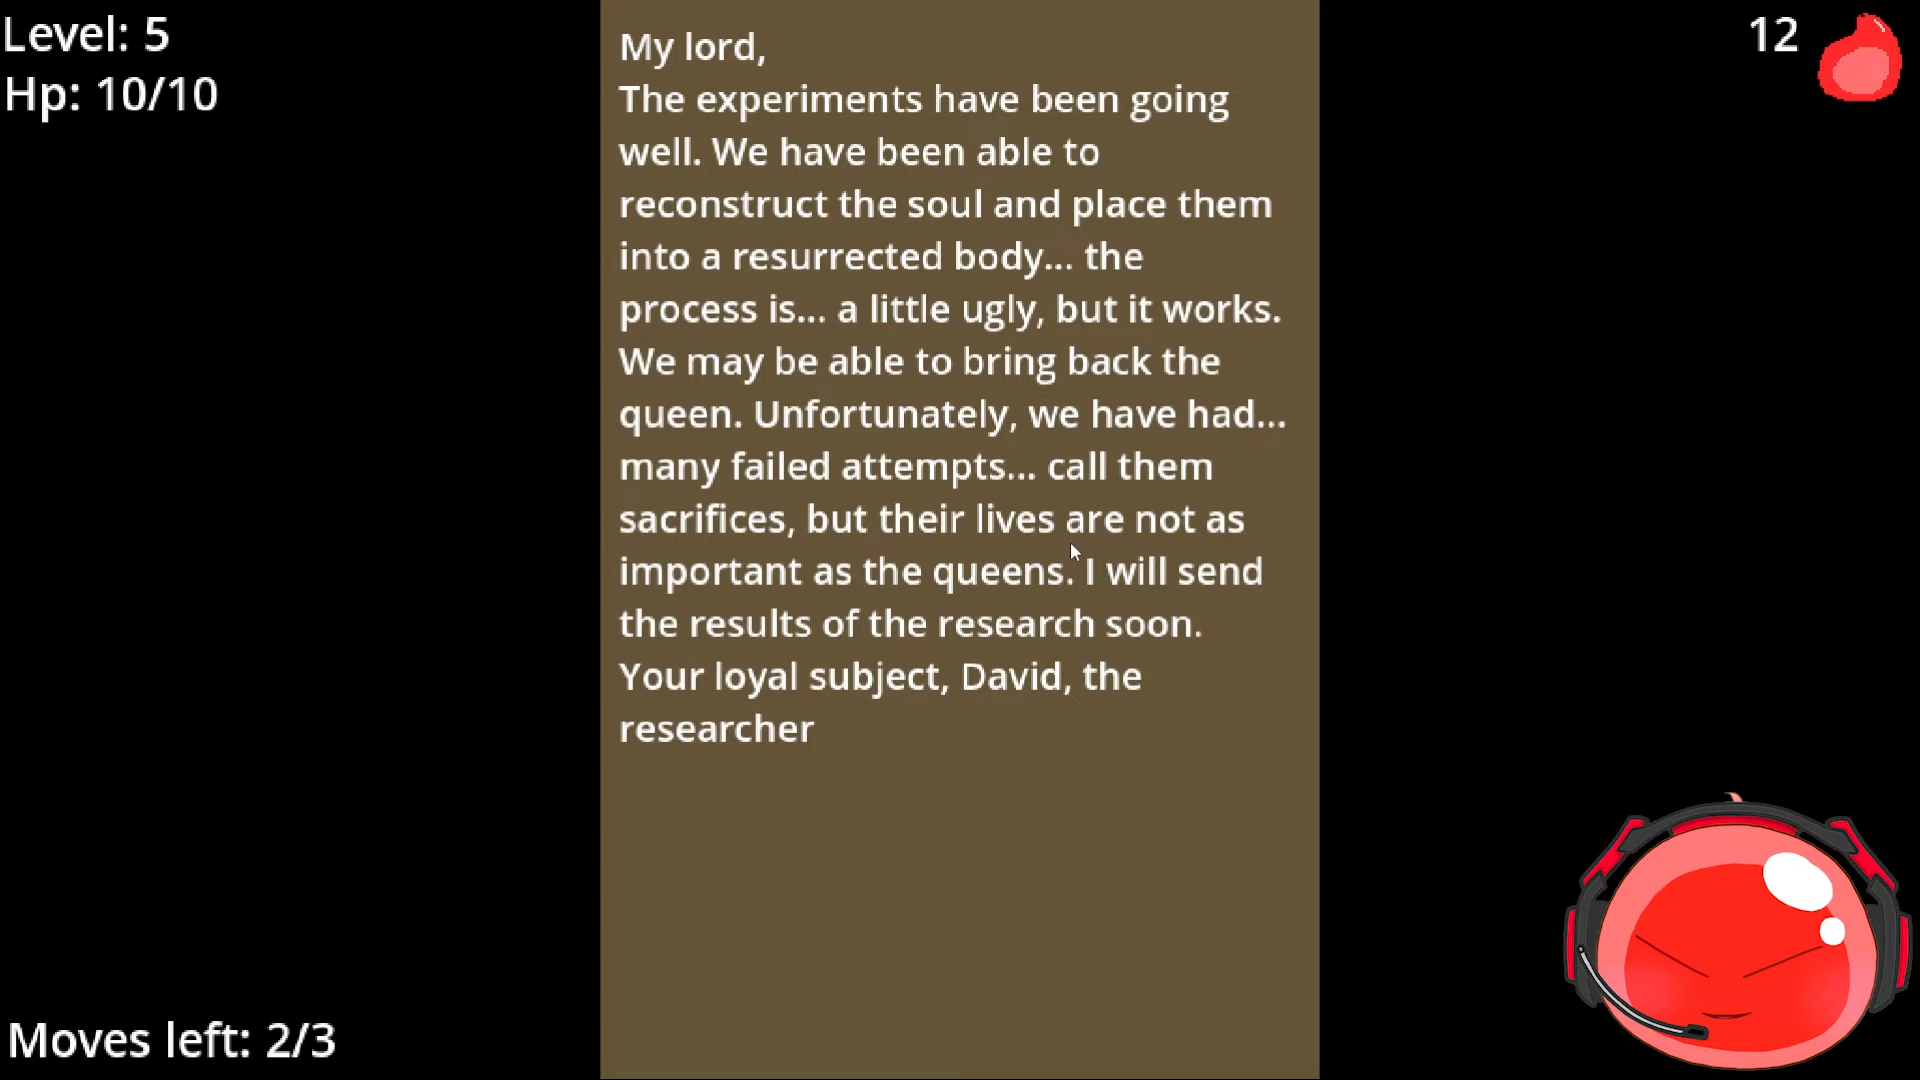 Level: 5
Hp: 10/10
12
My lord,
The experiments have been going
well. We have been able to
reconstruct the soul and place them
into a resurrected body... the
process is... a little ugly, but it works.
We may be able to bring back the
queen. Unfortunately, we have had...
many failed attempts... call them
sacrifices, but their lives are not as
important as the queens. I will send
the results of the research soon.
Your loyal subject, David, the
researcher
Moves left: 2/3